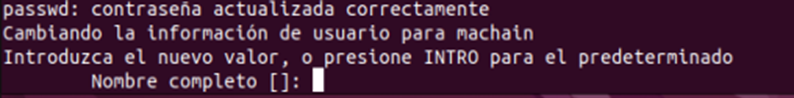 passwd: contraseña actualizada correctamente
Cambiando la información de usuario para machain
Introduzca el nuevo valor, o presione INTRO para el predeterminado
Nombre completo []: